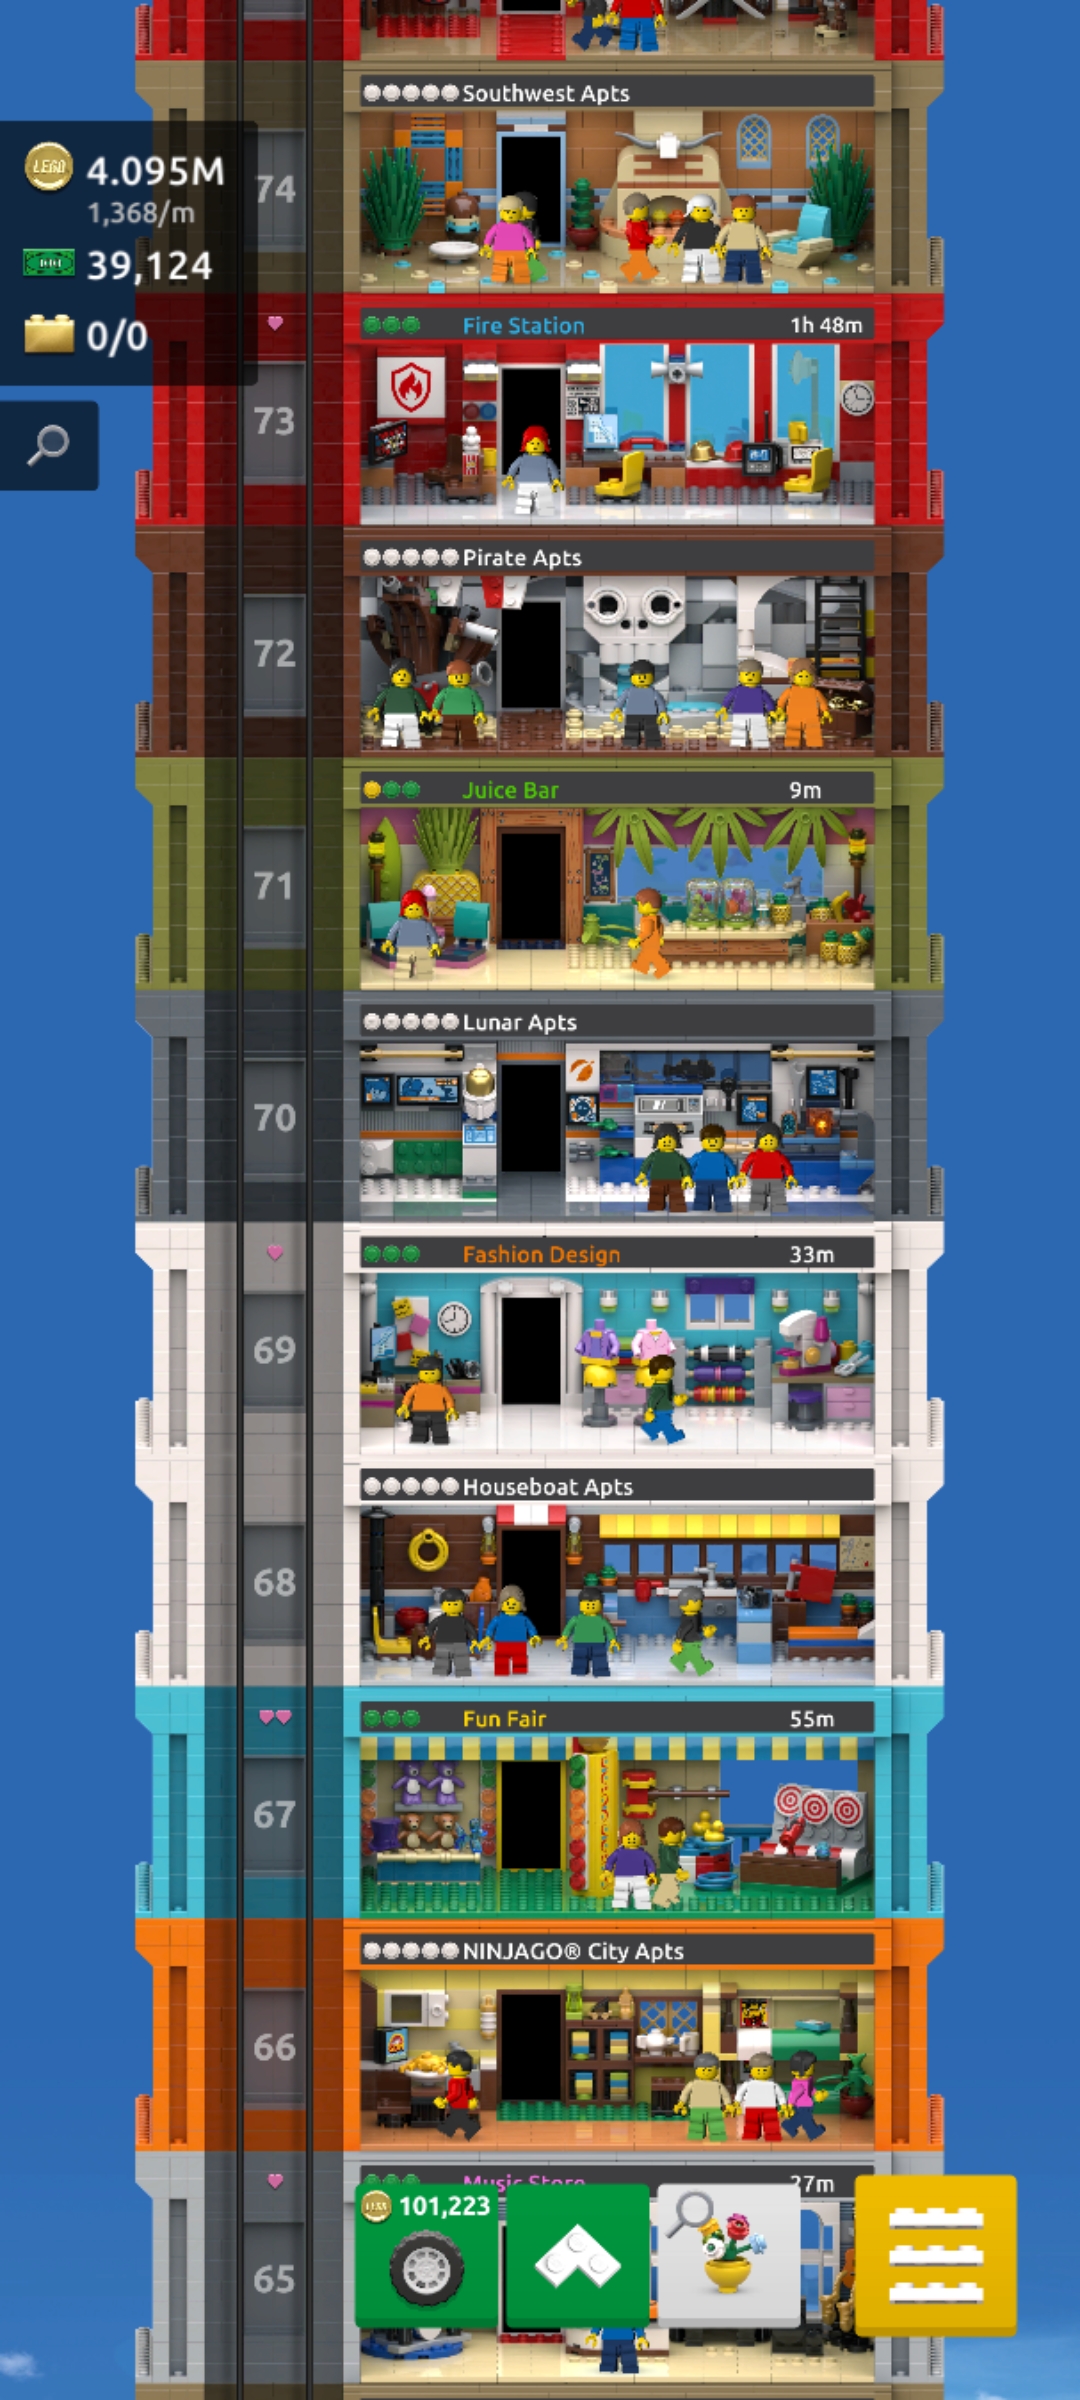 Southwest Apts
LEGO 4.095M
1,368/m
39,124
0/0
74
Fire Station 1h 48m
73
Pirate Apts
72
Juice Bar 9m
71
Lunar Apts
70
Fashion Design 33m
69
Houseboat Apts
68
Fun Fair 55m
67
NINJAGO® City Apts
66
Music Store 27m
101,223
65